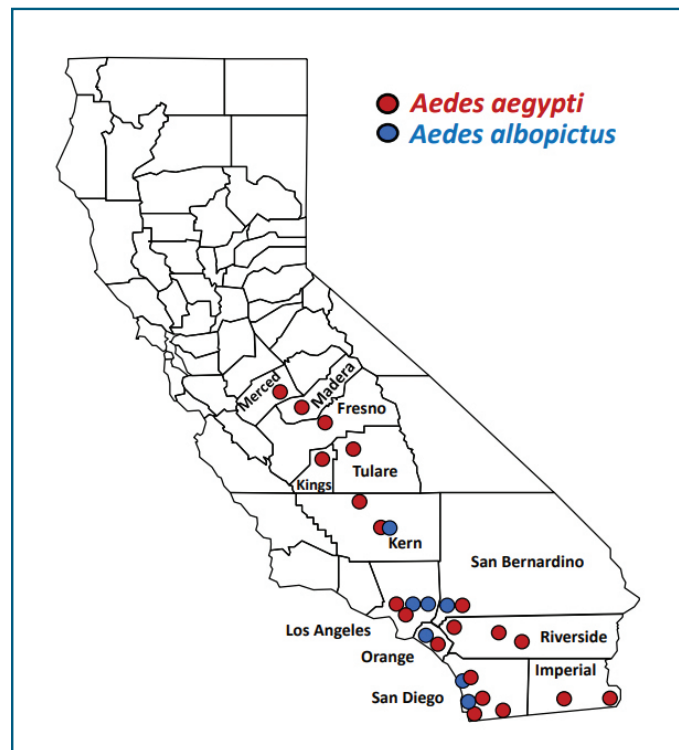 Aedes aegypti
Aedes albopictus
Merced
Madera
Fresno
Tulare
Kings
Kern
San Bernardino
Los Angeles
Riverside
Orange
Imperial
San Diego